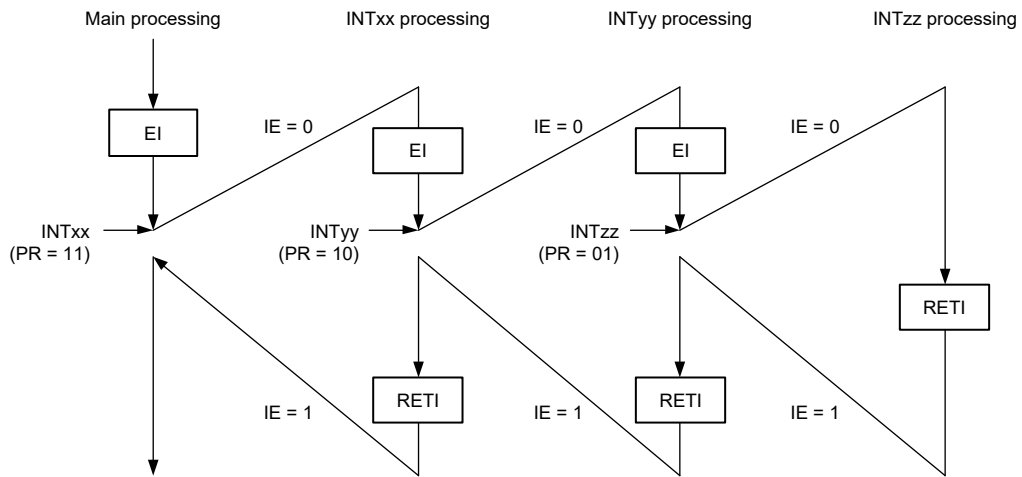 Main processing
INTxx processing
INTyy processing
INTzz processing
EI
IE = 0
EI
IE = 0
EI
IE = 0
INTxx
(PR = 11)
INTyy
(PR = 10)
INTzz
(PR = 01)
RETI
IE = 1
RETI
IE = 1
RETI
IE = 1